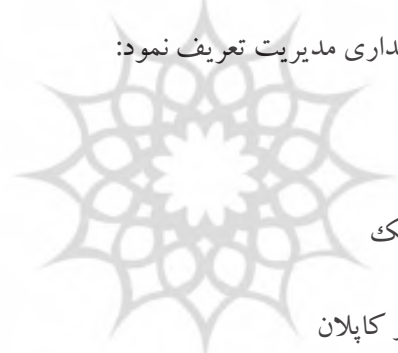 داری مدیریت تعریف نمود:
ک
ر کاپلان